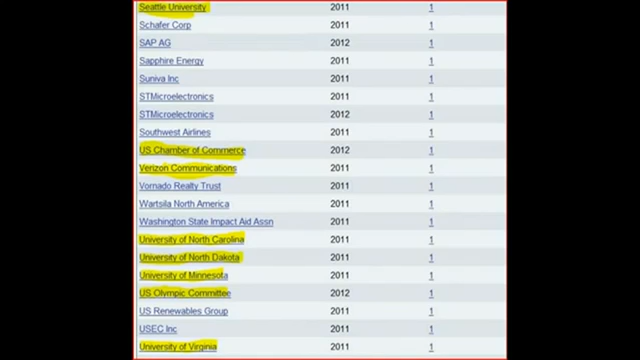 Seattle University 2011 1
Schafer Corp 2011 1
SAP AG 2012 1
Sapphire Energy 2011 1
Suniva Inc 2011 1
STMicroelectronics 2011 1
STMicroelectronics 2012 1
Southwest Airlines 2011 1
US Chamber of Commerce 2012 1
Verizon Communications 2011 1
Vornado Realty Trust 2011 1
Wartsila North America 2011 1
Washington State Impact Aid Assn 2011 1
University of North Carolina 2011 1
University of North Dakota 2011 1
University of Minnesota 2011 1
US Olympic Committee 2012 1
US Renewables Group 2011 1
USEC Inc 2011 1
University of Virginia 2011 1